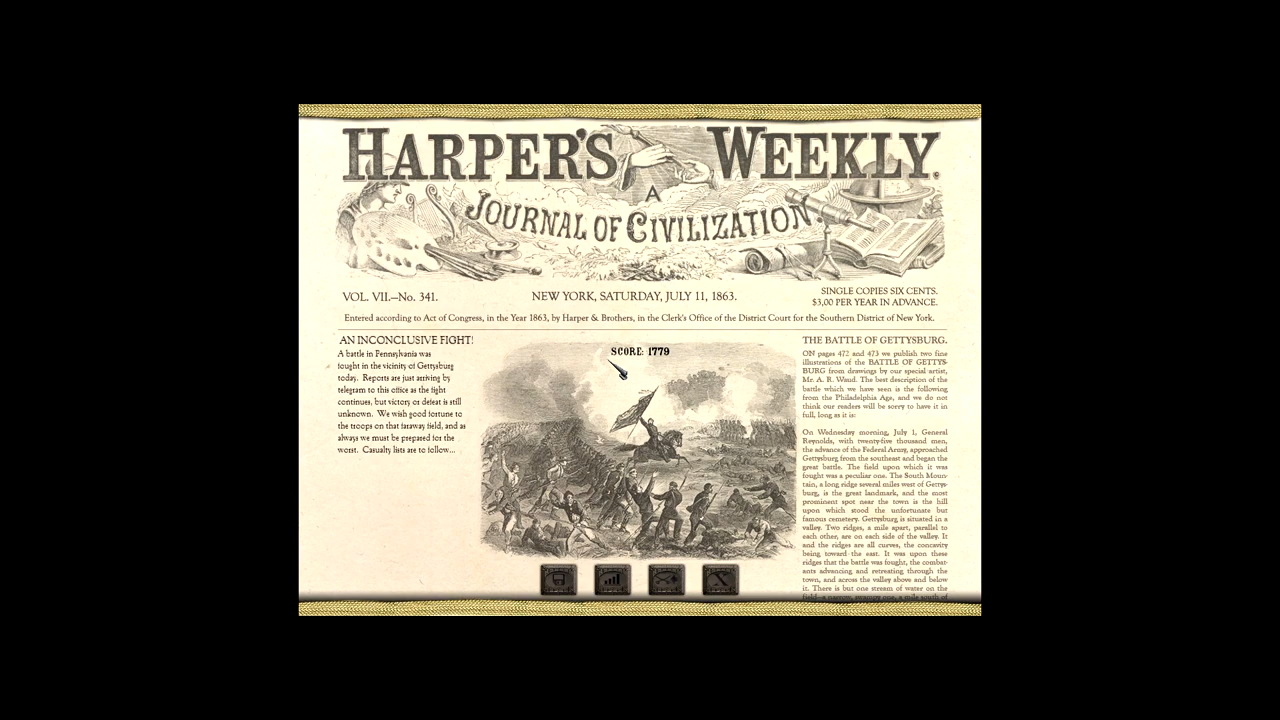 HARPER'S WEEKLY.
A
JOURNAL OF CIVILIZATION
VOL. VII.—No. 341.
NEW YORK, SATURDAY, JULY 11, 1863.
SINGLE COPIES SIX CENTS.
$3,00 PER YEAR IN ADVANCE.
Entered according to Act of Congress, in the Year 1863, by Harper & Brothers, in the Clerk's Office of the District Court for the Southern District of New York.
AN INCONCLUSIVE FIGHT!
A battle in Pennsylvania was
fought in the vicinity of Gettysburg
today. Reports are just arriving by
telegram to this office as the fight
continues, but victory or defeat is still
unknown. We wish good fortune to
the troops on that faraway field, and as
always we must be prepared for the
worst. Casualty lists are to follow...
SCORE: 1779
THE BATTLE OF GETTYSBURG.
ON pages 472 and 473 we publish two fine
illustrations of the BATTLE OF GETTYS-
BURG from drawings by our special artist,
Mr. A. R. Waud. The best description of the
battle which we have seen is the following
from the Philadelphia Age, and we do not
think our readers will be sorry to have it in
full, long as it is:
On Wednesday morning, July 1, General
Reynolds, with twenty-five thousand men,
the advance of the Federal Army, approached
Gettysburg from the southeast and began the
great battle. The field upon which it was
fought was a peculiar one. The South Moun-
tain, a long ridge several miles west of Gettys-
burg, is the great landmark, and the most
prominent spot near the town is the hill
upon which stood the unfortunate but
famous cemetery. Gettysburg is situated in a
valley. Two ridges, a mile apart, parallel to
each other, are on each side of the valley. It
and the ridges are all curves, the concavity
being toward the east. It was upon these
ridges that the battle was fought, the combat-
ants advancing and retreating through the
town, and across the valley above and below
it. There is but one stream of water on the
field—a narrow, swampy one, a mile south of
X